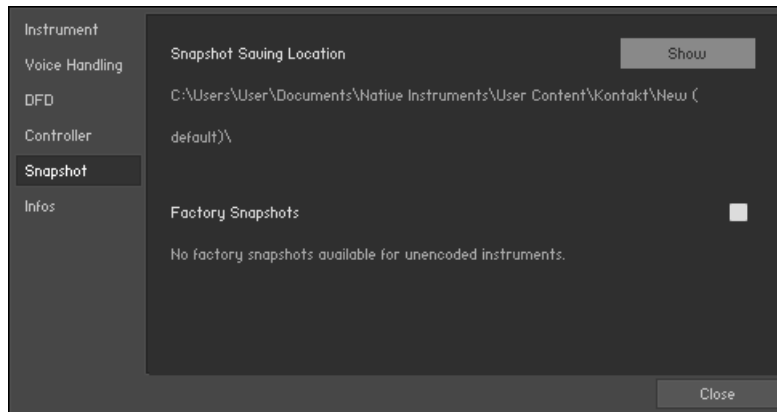 Instrument
Voice Handling
DFD
Controller
Snapshot
Infos
Snapshot Saving Location
Show
C:\Users\User\Documents\Native Instruments\User Content\Kontakt\New (
default)\
Factory Snapshots
No factory snapshots available for unencoded instruments.
Close